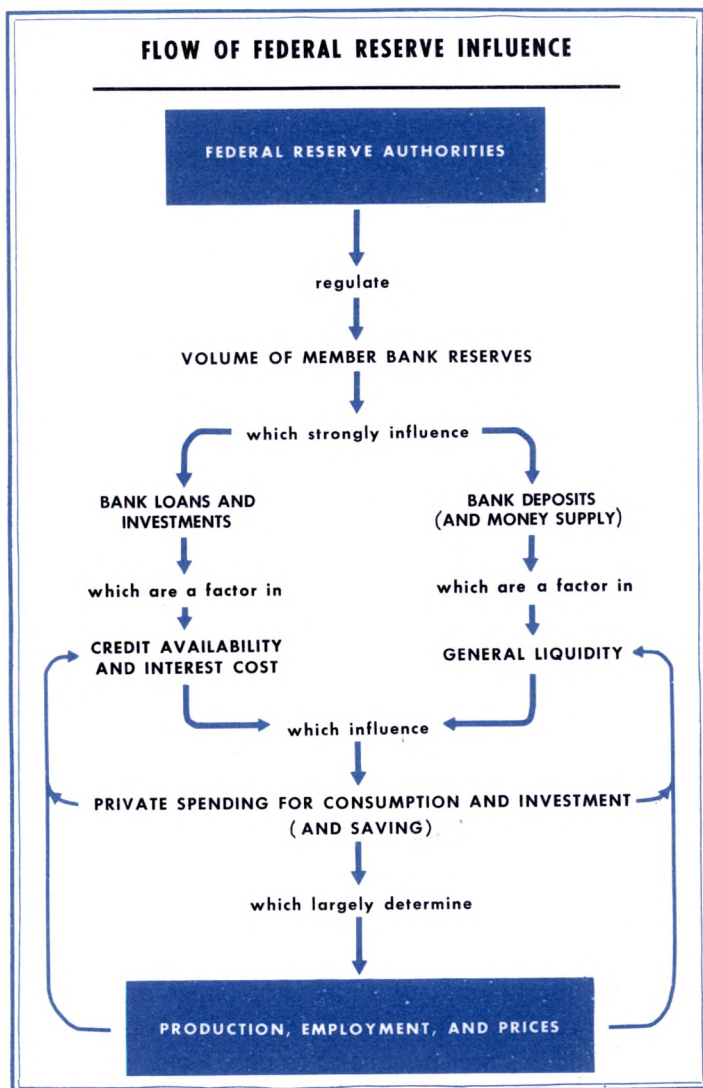 FLOW OF FEDERAL RESERVE INFLUENCE
FEDERAL RESERVE AUTHORITIES
regulate
VOLUME OF MEMBER BANK RESERVES
which strongly influence
BANK LOANS AND
INVESTMENTS
BANK DEPOSITS
(AND MONEY SUPPLY)
which are a factor in
which are a factor in
CREDIT AVAILABILITY
AND INTEREST COST
GENERAL LIQUIDITY
which influence
PRIVATE SPENDING FOR CONSUMPTION AND INVESTMENT
(AND SAVING)
which largely determine
PRODUCTION, EMPLOYMENT, AND PRICES